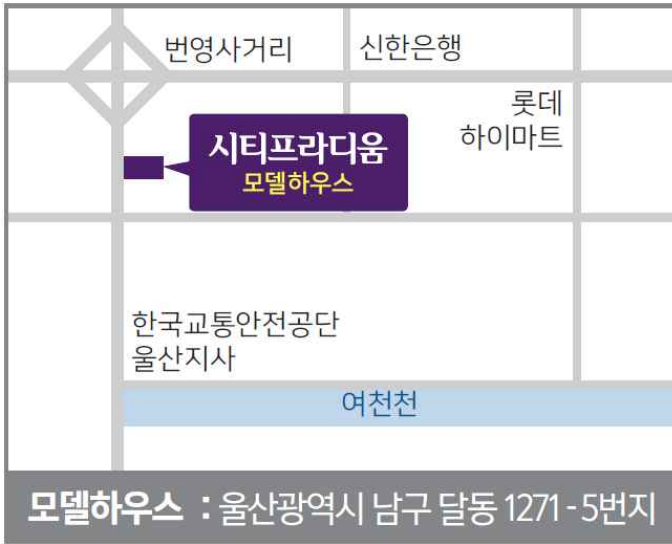 번영사거리
신한은행
롯데
하이마트
시티프라디움
모델하우스
한국교통안전공단
울산지사
여천천
모델하우스 : 울산광역시 남구 달동 1271 - 5번지